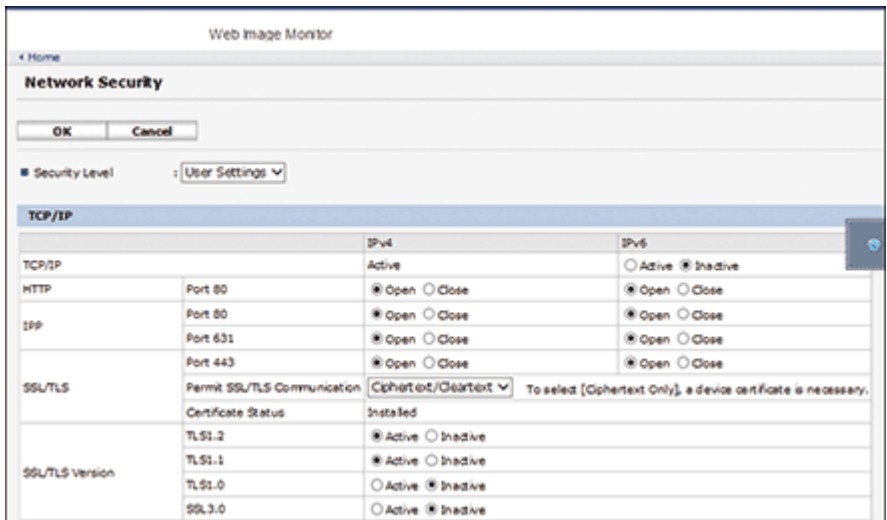 Web Image Monitor
Home
Network Security
OK Cancel
Security Level : User Settings
TCP/IP
IPv4 IPv6
TCP/IP Active Active Inactive
HTTP Port 80 Open Close Open Close
IPP Port 80 Open Close Open Close
Port 631 Open Close Open Close
SSL/TLS Port 443 Open Close Open Close
Permit SSL/TLS Communication Ciphertext/Cleartext To select [Ciphertext Only], a device certificate is necessary.
Certificate Status Installed
SSL/TLS Version TLS1.2 Active Inactive
TLS1.1 Active Inactive
TLS1.0 Active Inactive
SSL3.0 Active Inactive